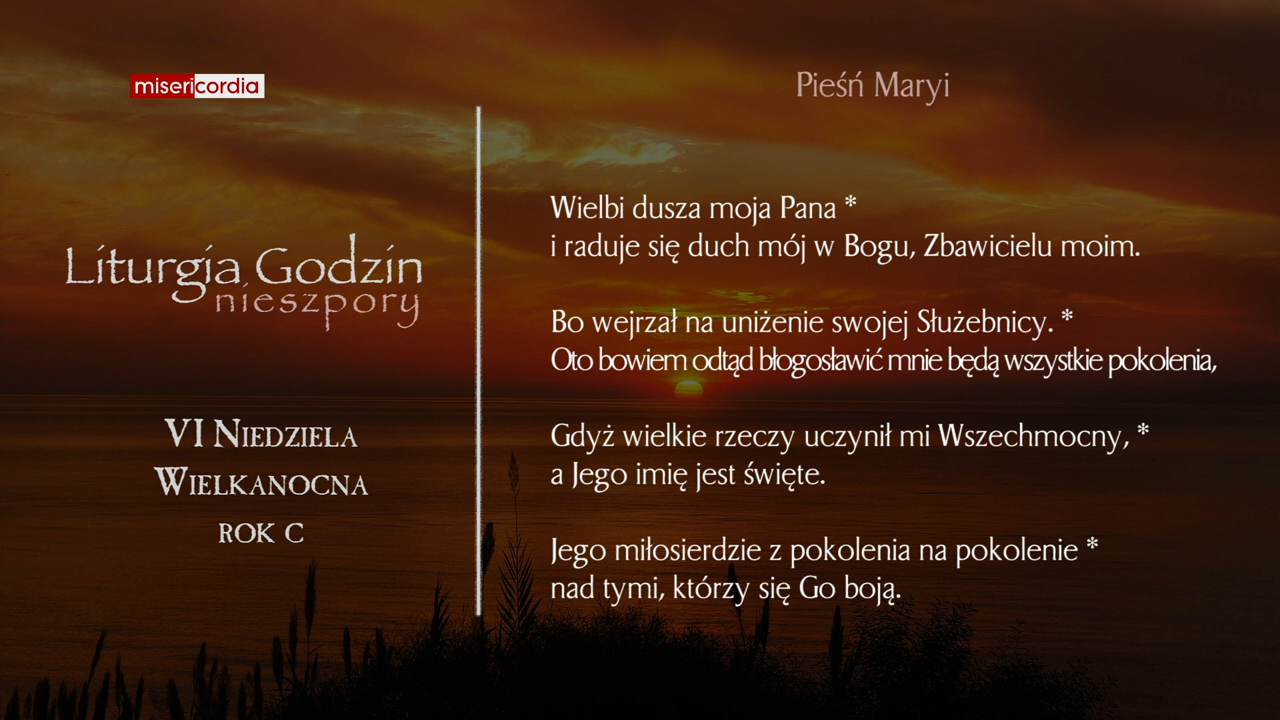 misericordia
Liturgia Godzin
nieszpory
VI Niedziela
Wielkanocna
rok C
Pieśń Maryi
Wielbi dusza moja Pana *
i raduje się duch mój w Bogu, Zbawicielu moim.
Bo wejrzał na uniżenie swojej Służebnicy. *
Oto bowiem odtąd błogosławić mnie będą wszystkie pokolenia,
Gdyż wielkie rzeczy uczynił mi Wszechmocny, *
a Jego imię jest święte.
Jego miłosierdzie z pokolenia na pokolenie *
nad tymi, którzy się Go boją.